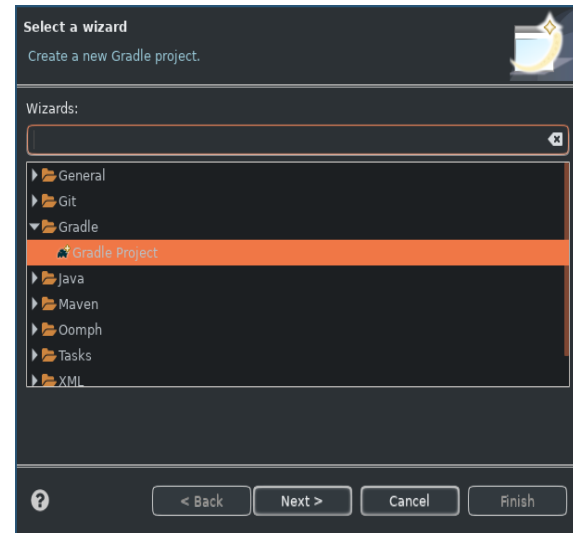 Select a wizard
Create a new Gradle project.
Wizards:
General
Git
Gradle
Gradle Project
Java
Maven
Oomph
Tasks
XML
< Back Next > Cancel Finish